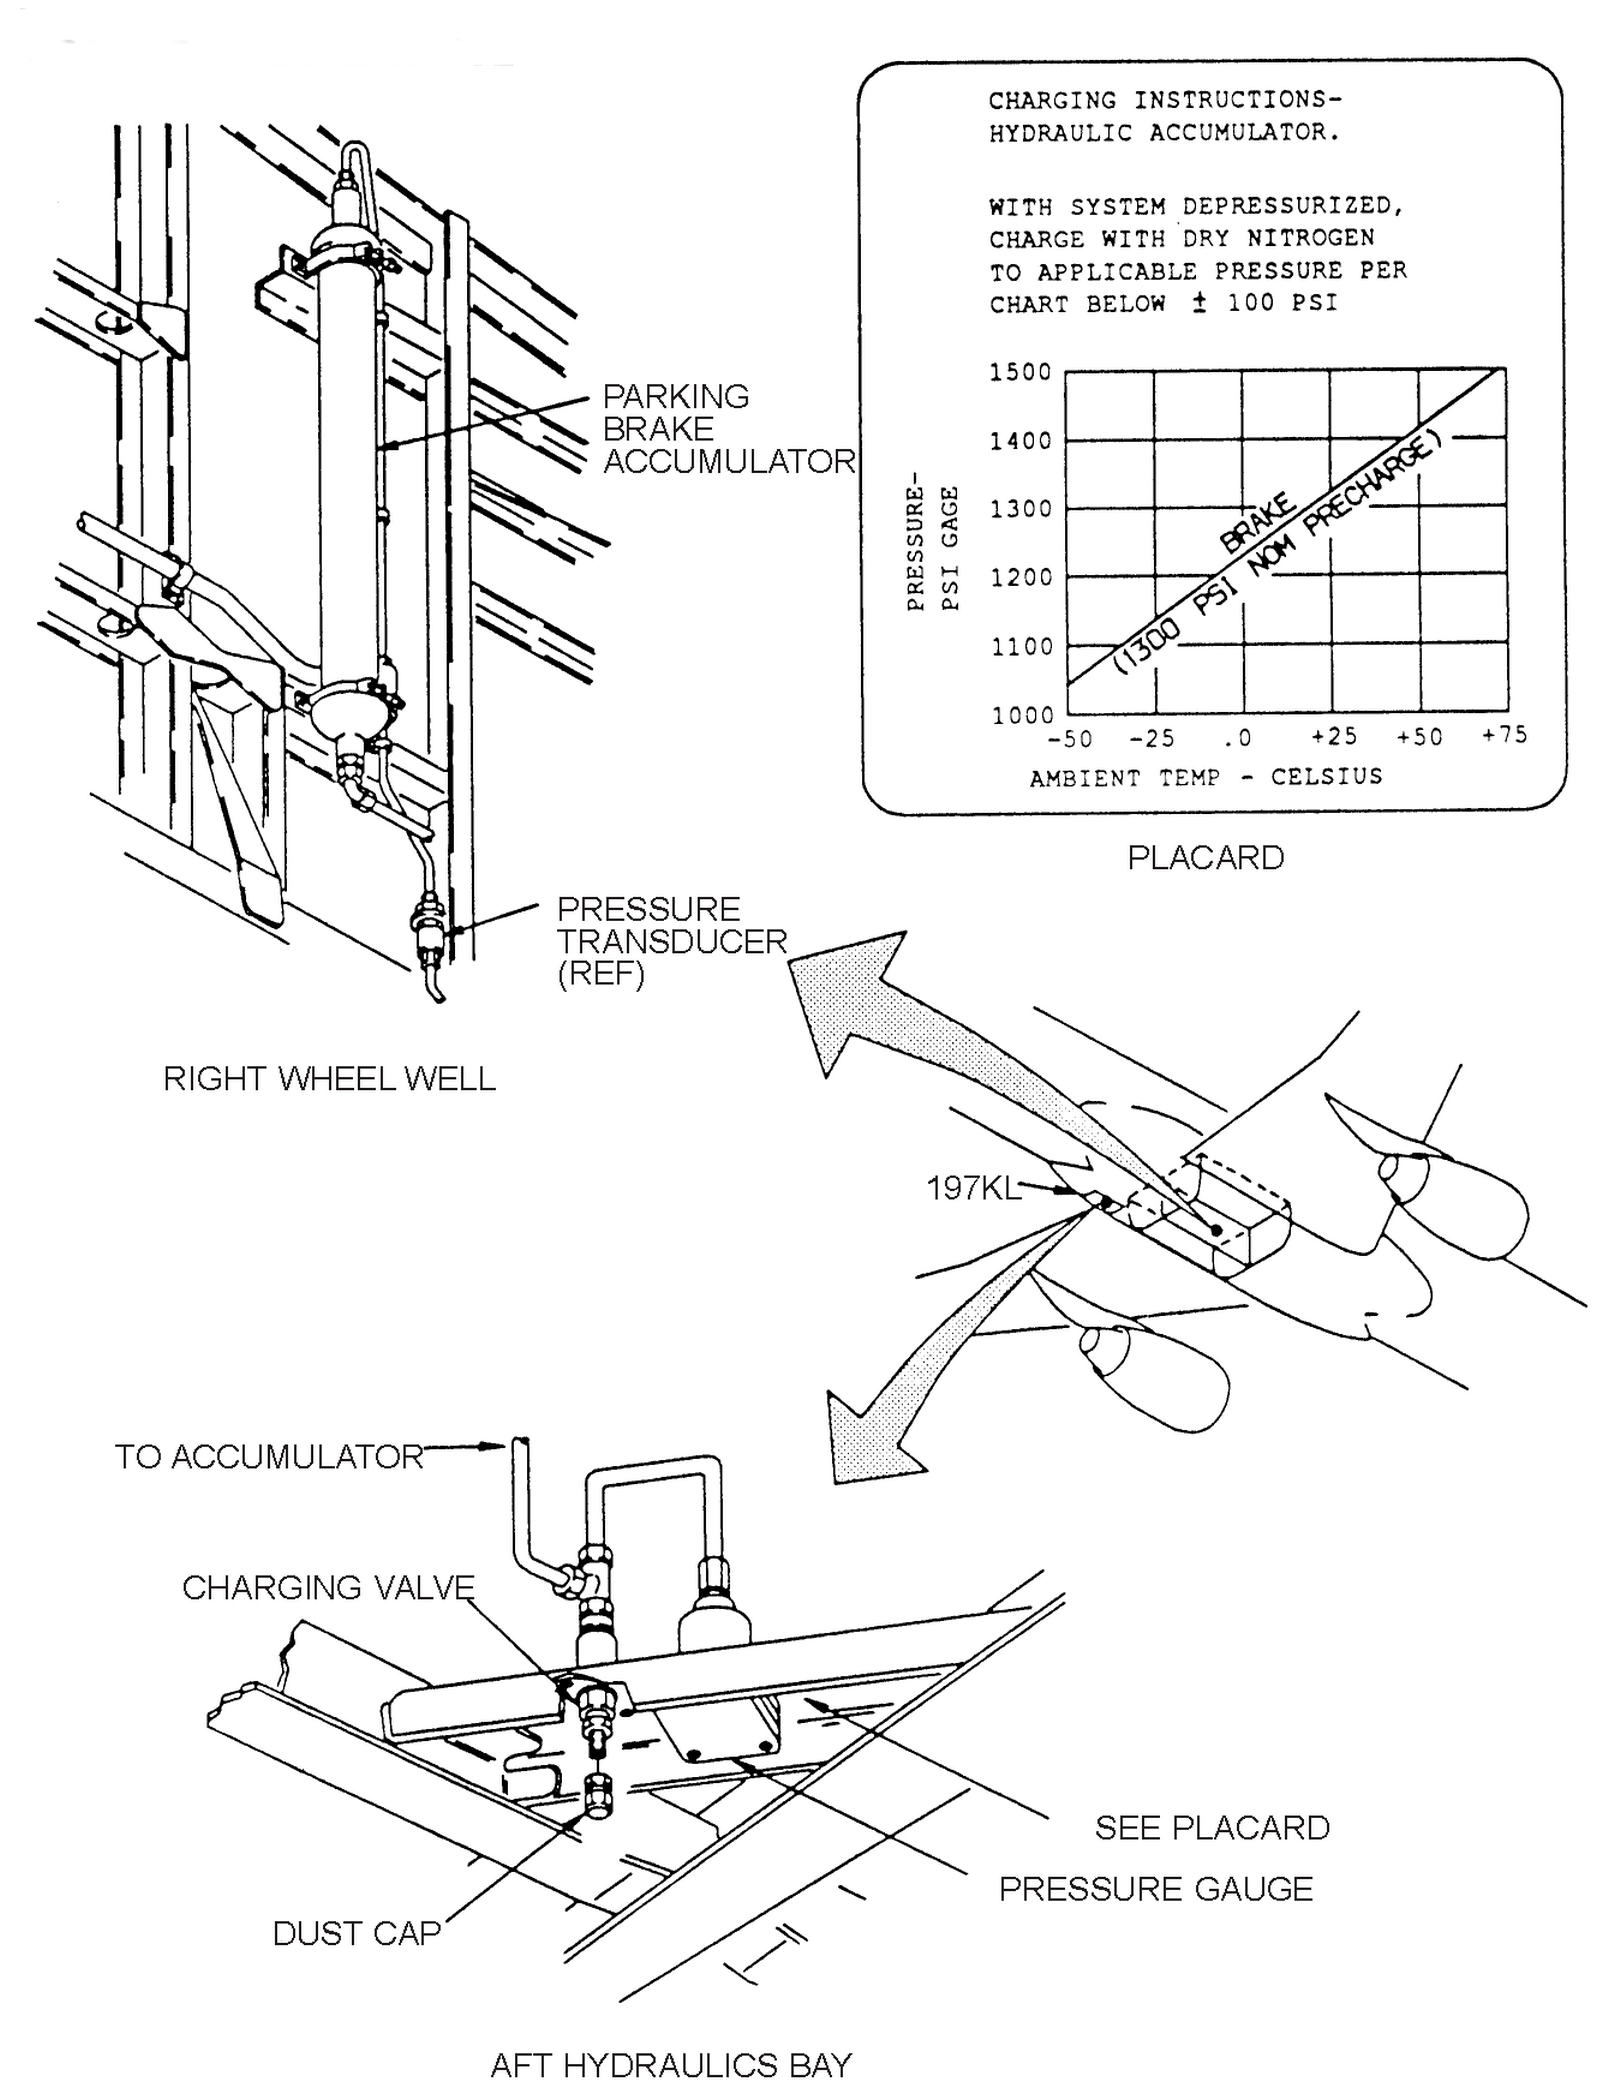 CHARGING INSTRUCTIONS-
HYDRAULIC ACCUMULATOR.
WITH SYSTEM DEPRESSURIZED,
CHARGE WITH DRY NITROGEN
TO APPLICABLE PRESSURE PER
CHART BELOW ± 100 PSI
1500
1400
1300
1200
1100
1000
PRESSURE-
PSI GAGE
BRAKE
(1300 PSI NOM PRECHARGE)
-50 -25 .0 +25 +50 +75
AMBIENT TEMP - CELSIUS
PLACARD
PARKING
BRAKE
ACCUMULATOR
PRESSURE
TRANSDUCER
(REF)
RIGHT WHEEL WELL
197KL
TO ACCUMULATOR
CHARGING VALVE
SEE PLACARD
PRESSURE GAUGE
DUST CAP
AFT HYDRAULICS BAY